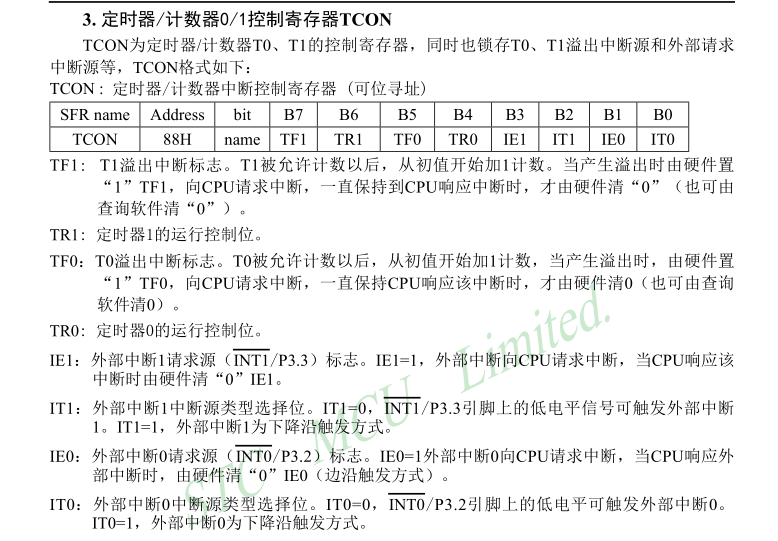 3. 定时器/计数器0/1控制寄存器TCON
TCON为定时器/计数器T0、T1的控制寄存器，同时也锁存T0、T1溢出中断源和外部请求
中断源等，TCON格式如下：
TCON : 定时器/计数器中断控制寄存器 (可位寻址)
SFR name Address bit B7 B6 B5 B4 B3 B2 B1 B0
TCON 88H name TF1 TR1 TF0 TR0 IE1 IT1 IE0 IT0
TF1： T1溢出中断标志。T1被允许计数以后，从初值开始加1计数。当产生溢出时由硬件置
“1”TF1，向CPU请求中断，一直保持到CPU响应中断时，才由硬件清“0”（也可由
查询软件清“0”）。
TR1: 定时器1的运行控制位。
TF0：T0溢出中断标志。T0被允许计数以后，从初值开始加1计数，当产生溢出时，由硬件置
“1”TF0，向CPU请求中断，一直保持CPU响应该中断时，才由硬件清0（也可由查询
软件清0）。
TR0: 定时器0的运行控制位。
IE1：外部中断1请求源（INT1/P3.3）标志。IE1=1，外部中断向CPU请求中断，当CPU响应该
中断时由硬件清“0”IE1。
IT1：外部中断1中断源类型选择位。IT1=0，INT1/P3.3引脚上的低电平信号可触发外部中断
1。IT1=1，外部中断1为下降沿触发方式。
IE0：外部中断0请求源（INT0/P3.2）标志。IE0=1外部中断0向CPU请求中断，当CPU响应外
部中断时，由硬件清“0”IE0（边沿触发方式）。
IT0：外部中断0中断源类型选择位。IT0=0，INT0/P3.2引脚上的低电平可触发外部中断0。
IT0=1，外部中断0为下降沿触发方式。
STC MCU Limited.